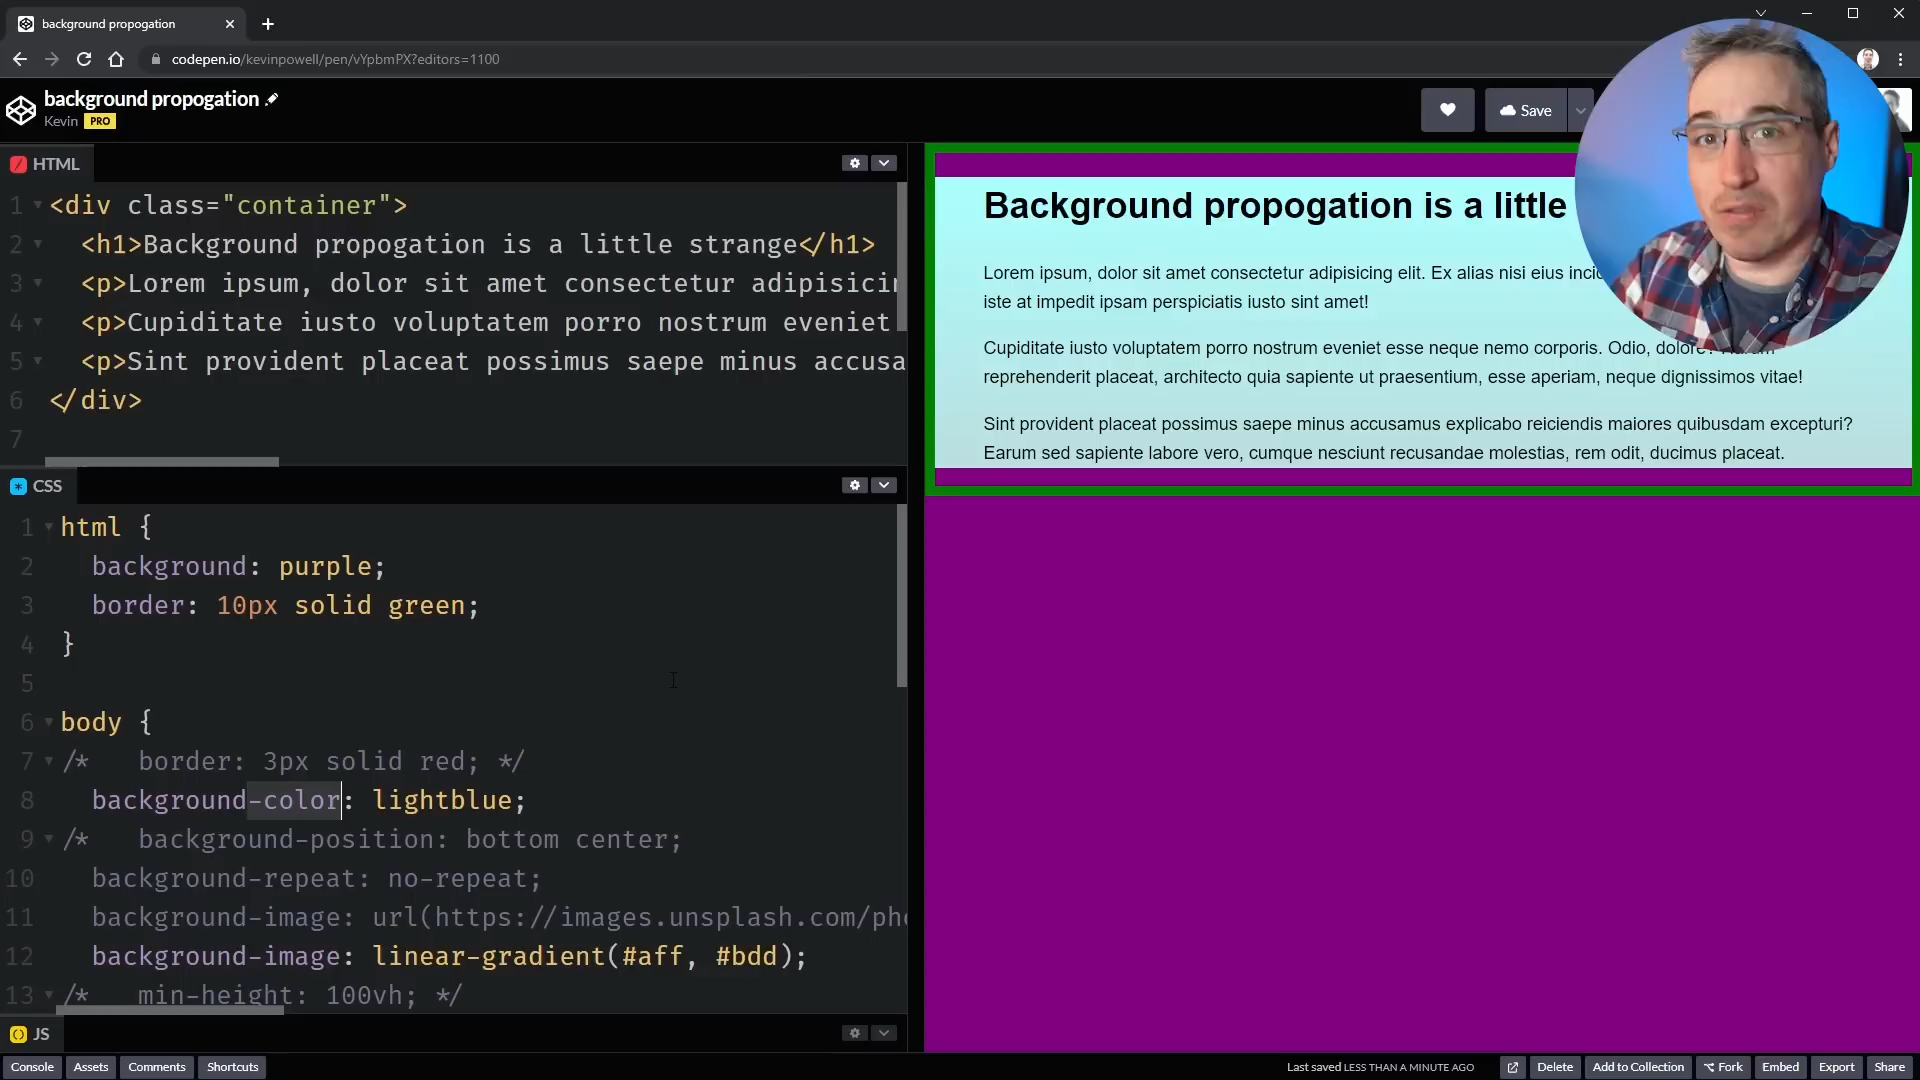 background propogation
codepen.io/kevinpowell/pen/vYpbmPX?editors=1100
background propogation
Kevin PRO
Save
HTML
1 <div class="container">
2 <h1>Background propogation is a little strange</h1>
3 <p>Lorem ipsum, dolor sit amet consectetur adipisicin
4 <p>Cupiditate iusto voluptatem porro nostrum eveniet
5 <p>Sint provident placeat possimus saepe minus accusa
6 </div>
7
CSS
1 html {
2 background: purple;
3 border: 10px solid green;
4 }
5
6 body {
7 /* border: 3px solid red; */
8 background-color: lightblue;
9 /* background-position: bottom center;
10 background-repeat: no-repeat;
11 background-image: url(https://images.unsplash.com/pho
12 background-image: linear-gradient(#aff, #bdd);
13 /* min-height: 100vh; */
JS
Background propogation is a little
Lorem ipsum, dolor sit amet consectetur adipisicing elit. Ex alias nisi eius
iste at impedit ipsam perspiciatis iusto sint amet!
Cupiditate iusto voluptatem porro nostrum eveniet esse neque nemo corporis. Odio, dolore?
reprehenderit placeat, architecto quia sapiente ut praesentium, esse aperiam, neque dignissimos vitae!
Sint provident placeat possimus saepe minus accusamus explicabo reiciendis maiores quibusdam excepturi?
Earum sed sapiente labore vero, cumque nesciunt recusandae molestias, rem odit, ducimus placeat.
Console Assets Comments Shortcuts
Last saved LESS THAN A MINUTE AGO Delete Add to Collection Fork Embed Export Share